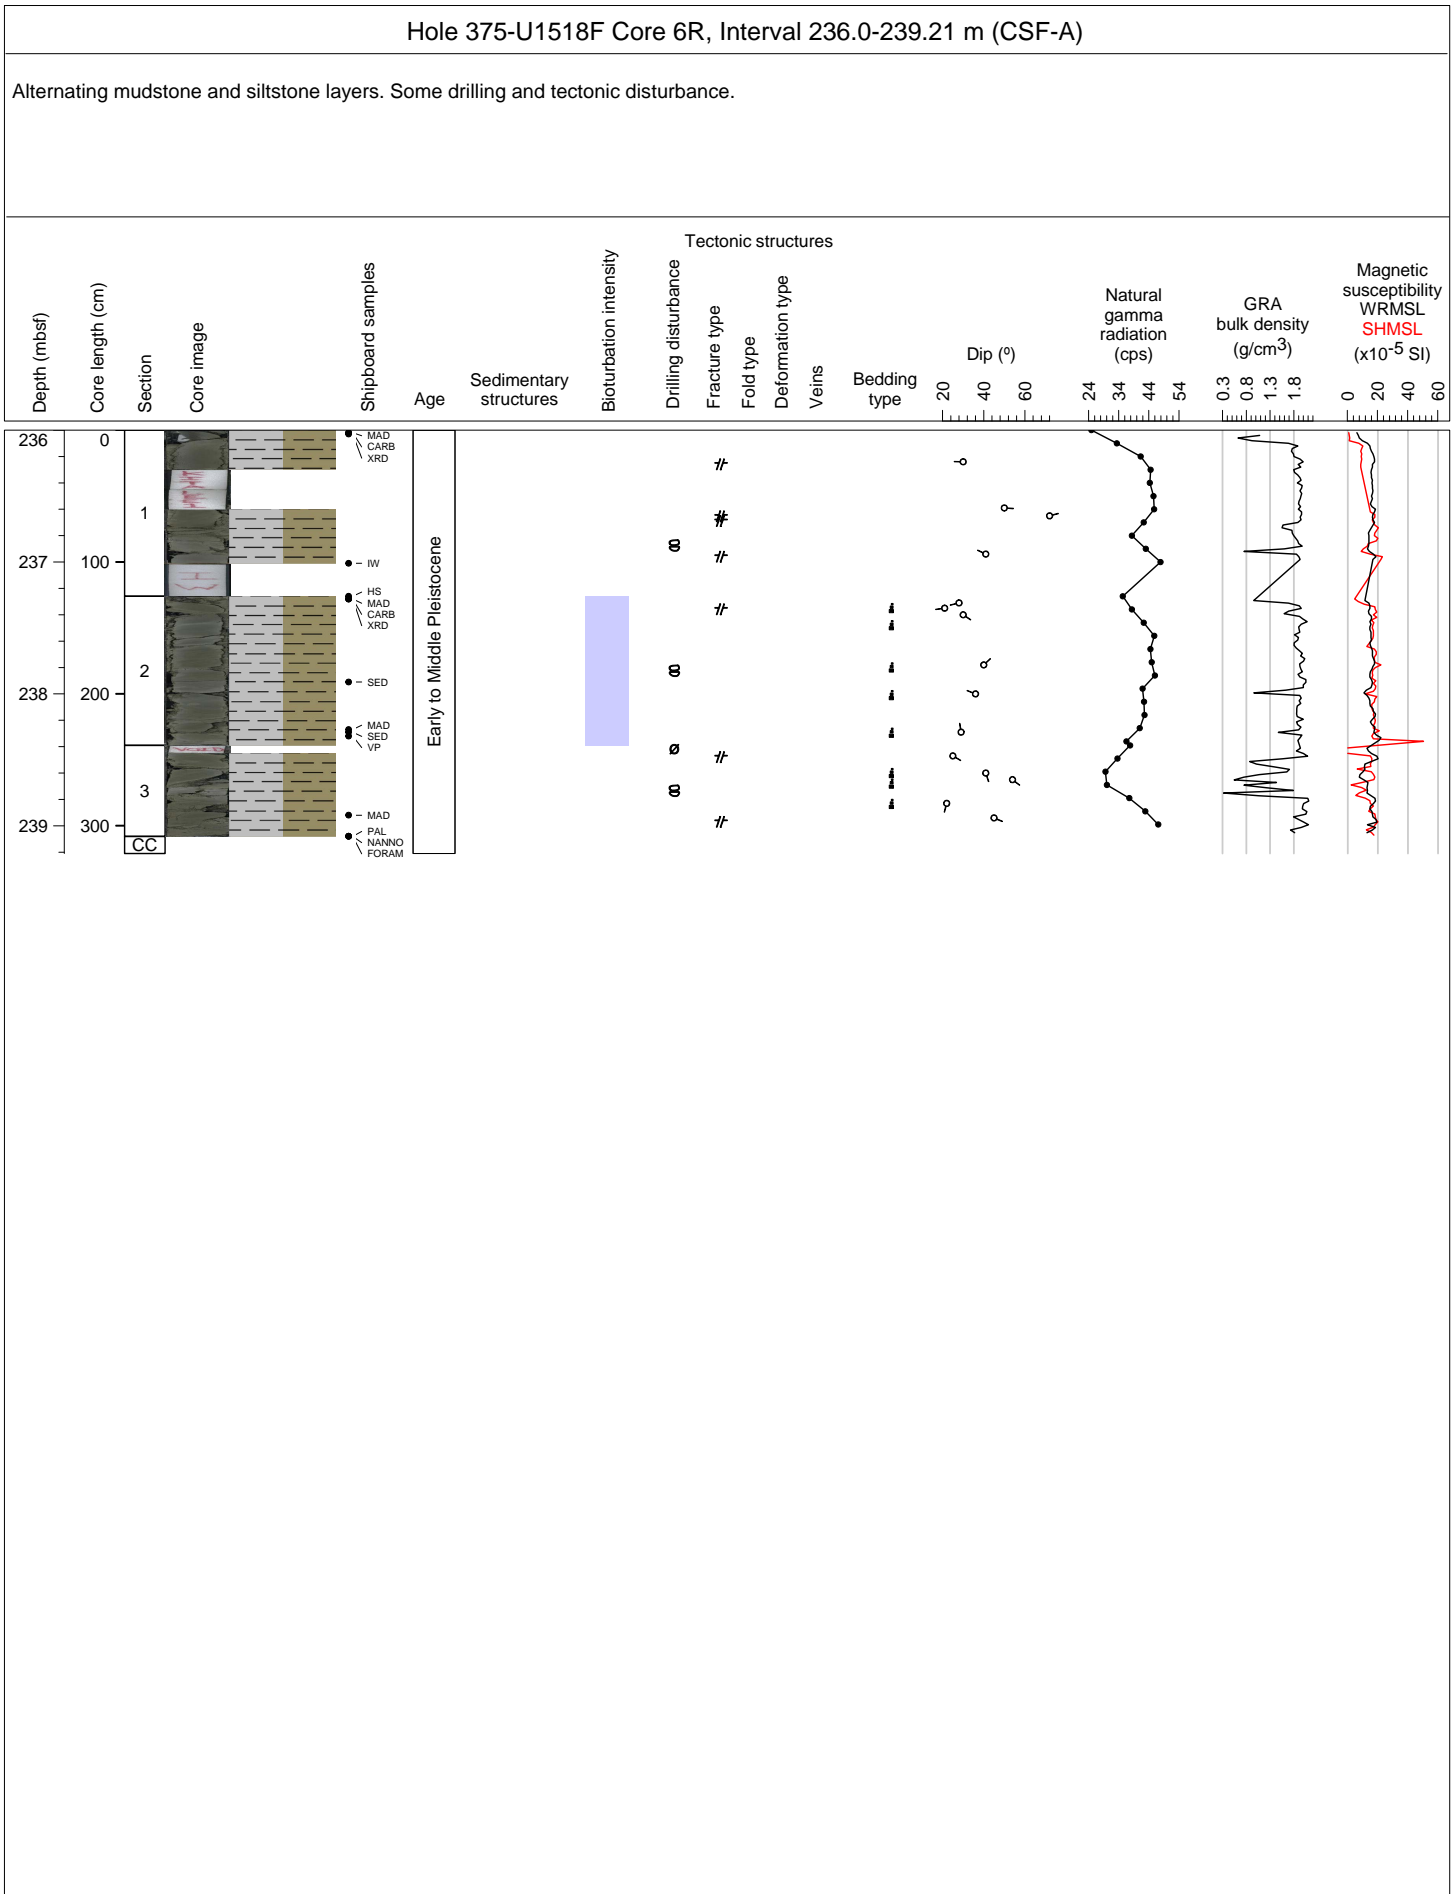 Hole 375-U1518F Core 6R, Interval 236.0-239.21 m (CSF-A)
Alternating mudstone and siltstone layers. Some drilling and tectonic disturbance.
Depth (mbsf)
Core length (cm)
Section
Core image
Shipboard samples
Age
Sedimentary
structures
Bioturbation intensity
Drilling disturbance
Tectonic structures
Fracture type
Fold type
Deformation type
Veins
Bedding
type
Dip (º)
20 40 60
Natural
gamma
radiation
(cps)
24 34 44 54
GRA
bulk density
(g/cm3)
0.3 0.8 1.3 1.8
Magnetic
susceptibility
WRMSL
SHMSL
(x10-5 SI)
0 20 40 60
236
237
238
239
0
100
200
300
1
2
3
CC
MAD
CARB
XRD
IW
HS
MAD
CARB
XRD
SED
MAD
SED
VP
MAD
PAL
NANNO
FORAM
Early to Middle Pleistocene